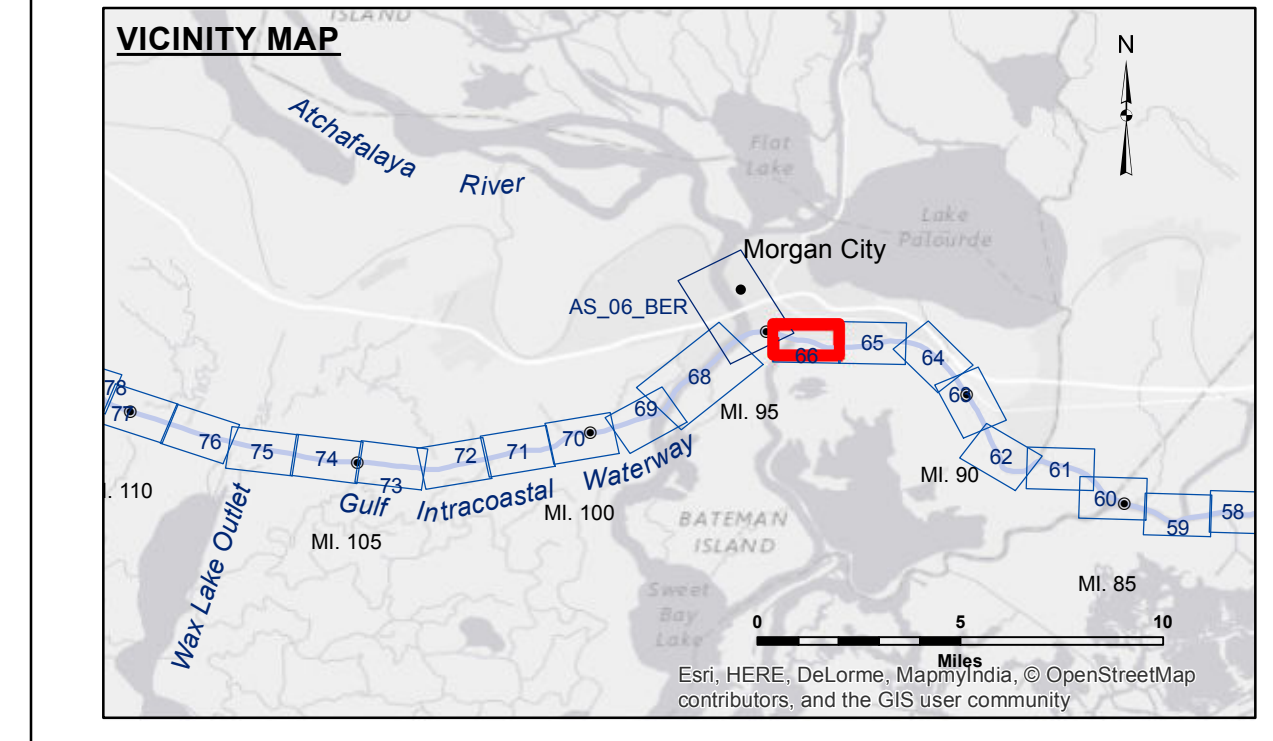 ISLAND
VICINITY MAP
N
Atchafalaya
River
Flat
Lake
Lake
Palourde
Morgan City
AS_06_BER
66
65
64
63
68
69
MI. 95
78
77
76
75
74
73
72
71
70
62
61
60
59
58
MI. 90
. 110
Gulf Intracoastal Waterway
MI. 100
MI. 105
Wax Lake Outlet
BATEMAN
ISLAND
MI. 85
Sweet
Bay
Lake
0 5 10
Miles
Esri, HERE, DeLorme, MapmyIndia, © OpenStreetMap
contributors, and the GIS user community